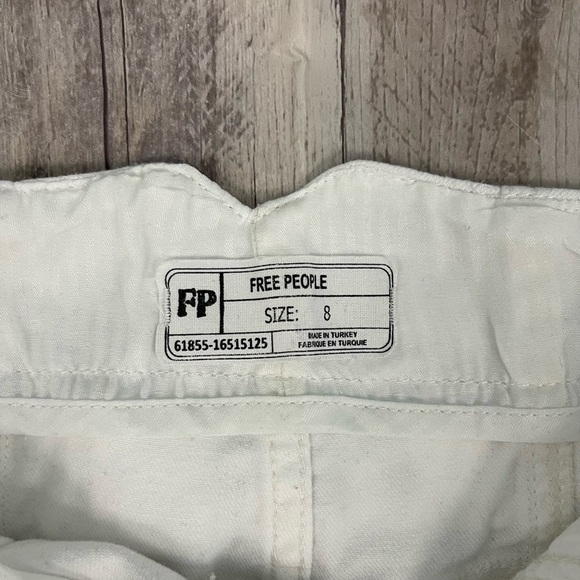 FP
FREE PEOPLE
SIZE: 8
61855-16515125
MADE IN TURKEY
FABRIQUE EN TURQUIE